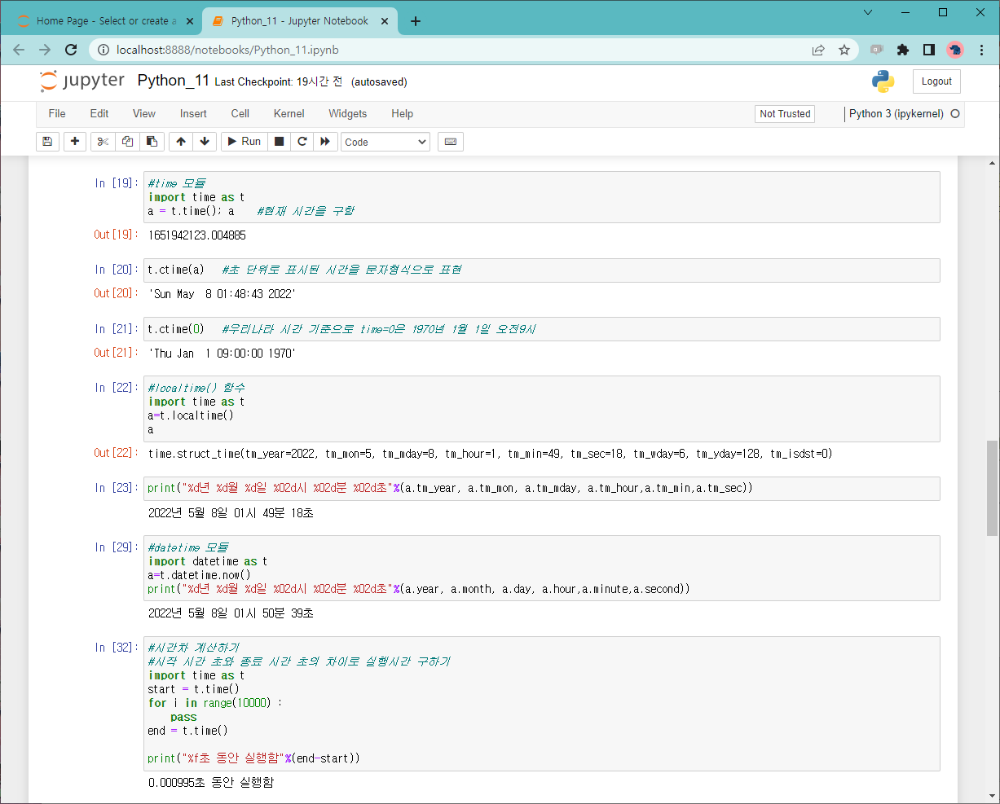 Home Page - Select or create a
Python_11 - Jupyter Notebook
localhost:8888/notebooks/Python_11.ipynb
jupyter Python_11 Last Checkpoint: 19시간 전 (autosaved)
Logout
File Edit View Insert Cell Kernel Widgets Help
Not Trusted
Python 3 (ipykernel)
Run
Code
In [19]: #time 모듈
import time as t
a = t.time(); a    #현재 시간을 구함
Out[19]: 1651942123.004885
In [20]: t.ctime(a)   #초 단위로 표시된 시간을 문자형식으로 표현
Out[20]: 'Sun May  8 01:48:43 2022'
In [21]: t.ctime(0)   #우리나라 시간 기준으로 time=0은 1970년 1월 1일 오전9시
Out[21]: 'Thu Jan  1 09:00:00 1970'
In [22]: #localtime() 함수
import time as t
a=t.localtime()
a
Out[22]: time.struct_time(tm_year=2022, tm_mon=5, tm_mday=8, tm_hour=1, tm_min=49, tm_sec=18, tm_wday=6, tm_yday=128, tm_isdst=0)
In [23]: print("%d년 %d월 %d일 %02d시 %02d분 %02d초"%(a.tm_year, a.tm_mon, a.tm_mday, a.tm_hour,a.tm_min,a.tm_sec))
2022년 5월 8일 01시 49분 18초
In [29]: #datetime 모듈
import datetime as t
a=t.datetime.now()
print("%d년 %d월 %d일 %02d시 %02d분 %02d초"%(a.year, a.month, a.day, a.hour,a.minute,a.second))
2022년 5월 8일 01시 50분 39초
In [32]: #시간차 계산하기
#시작 시간 초와 종료 시간 초의 차이로 실행시간 구하기
import time as t
start = t.time()
for i in range(10000) :
    pass
end = t.time()
print("%f초 동안 실행함"%(end-start))
0.000995초 동안 실행함